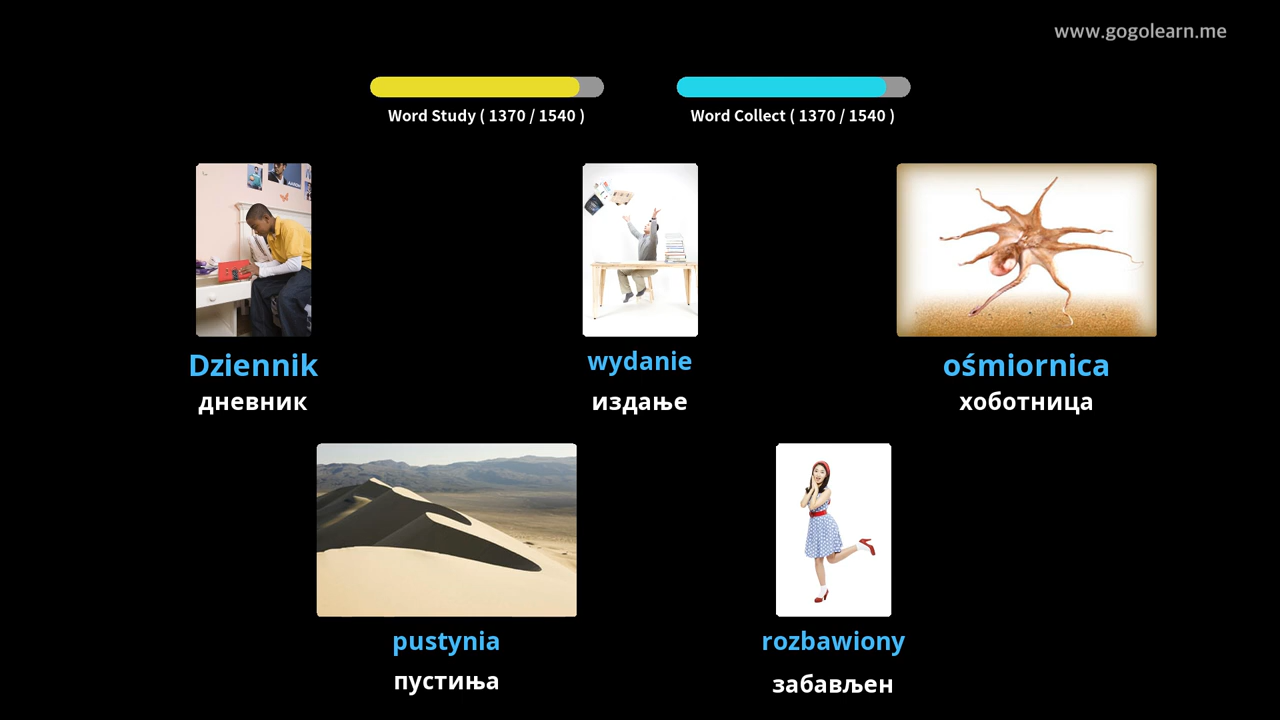 www.gogolearn.me
Word Study ( 1370 / 1540 )
Word Collect ( 1370 / 1540 )
Dziennik
дневник
wydanie
издање
ośmiornica
хоботница
pustynia
пустиња
rozbawiony
забављен